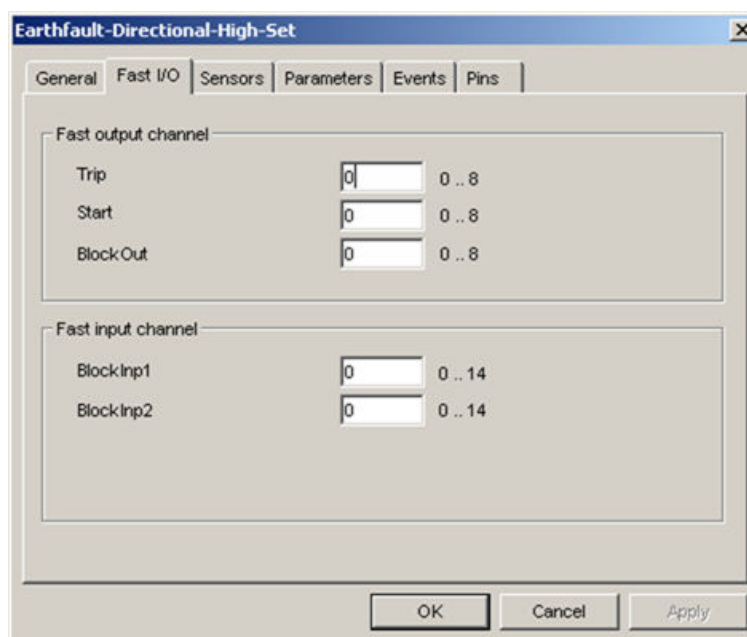 Earthfault-Directional-High-Set
General Fast I/O Sensors Parameters Events Pins
Fast output channel
Trip 0 0 .. 8
Start 0 0 .. 8
BlockOut 0 0 .. 8
Fast input channel
BlockInp1 0 0 .. 14
BlockInp2 0 0 .. 14
OK Cancel Apply